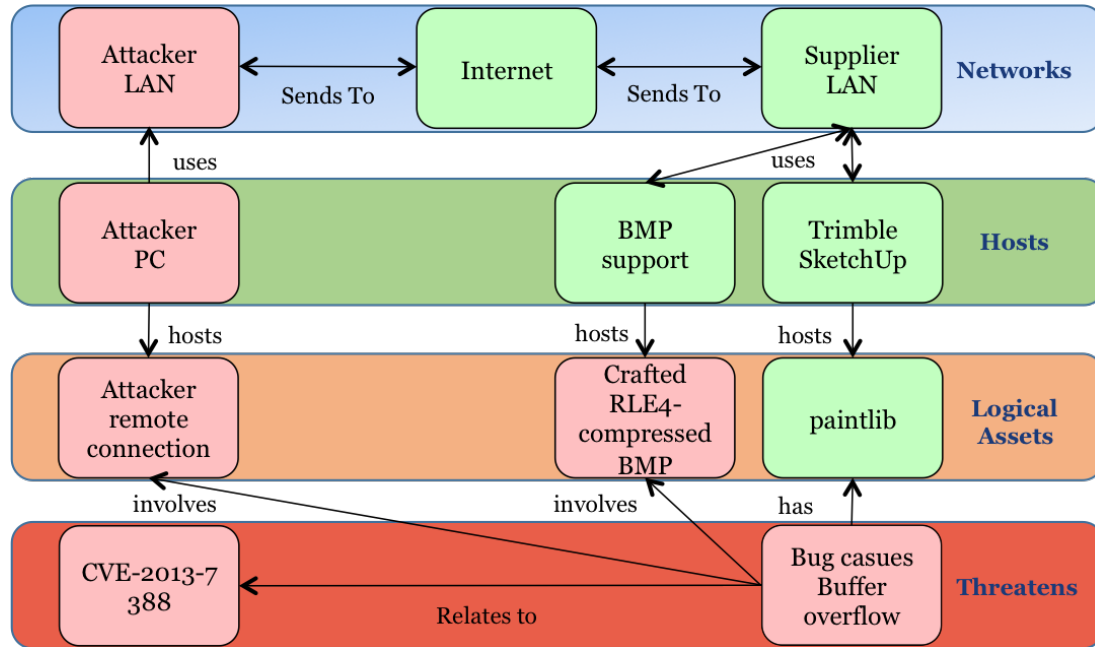 Attacker
LAN
Internet
Supplier
LAN
Networks
Sends To
Sends To
uses
uses
Attacker
PC
BMP
support
Trimble
SketchUp
Hosts
hosts
hosts
hosts
Attacker
remote
connection
Crafted
RLE4-
compressed
BMP
paintlib
Logical
Assets
involves
involves
has
CVE-2013-7
388
Bug casues
Buffer
overflow
Threatens
Relates to